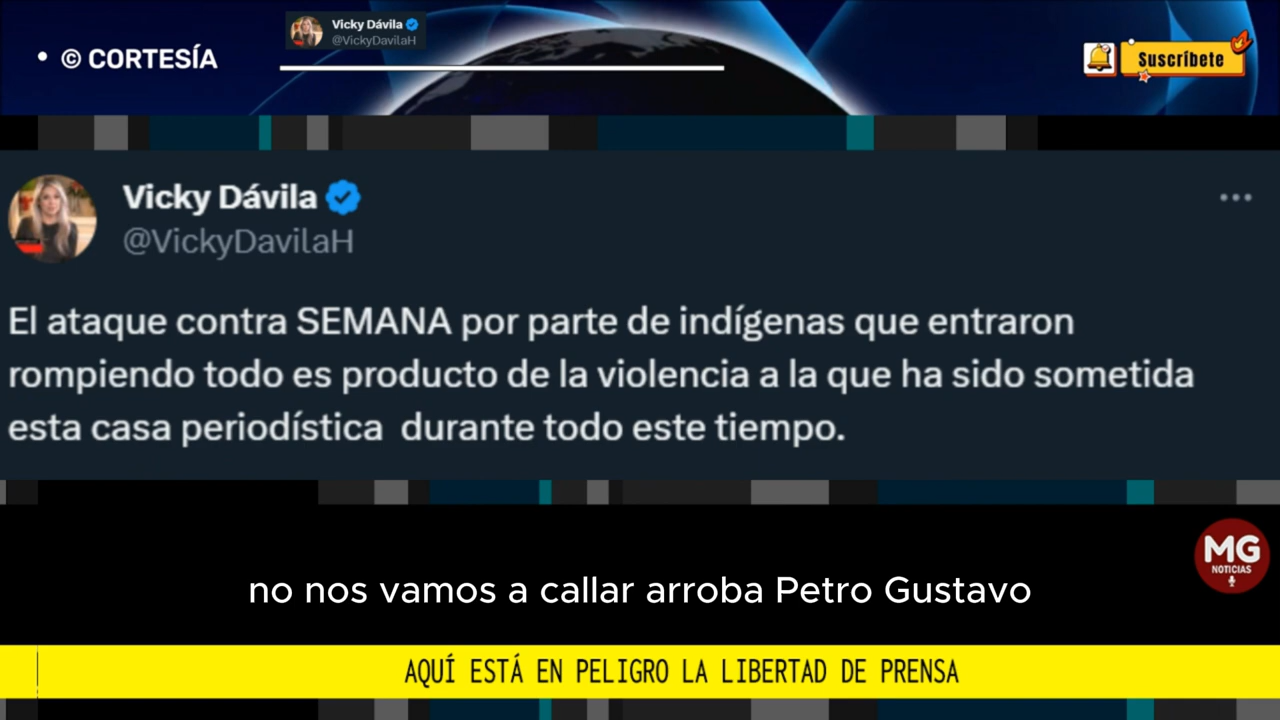 • © CORTESÍA
Vicky Dávila
@VickyDavilaH
Suscríbete
Vicky Dávila
@VickyDavilaH
El ataque contra SEMANA por parte de indígenas que entraron
rompiendo todo es producto de la violencia a la que ha sido sometida
esta casa periodística durante todo este tiempo.
MG
NOTICIAS
no nos vamos a callar arroba Petro Gustavo
AQUÍ ESTÁ EN PELIGRO LA LIBERTAD DE PRENSA